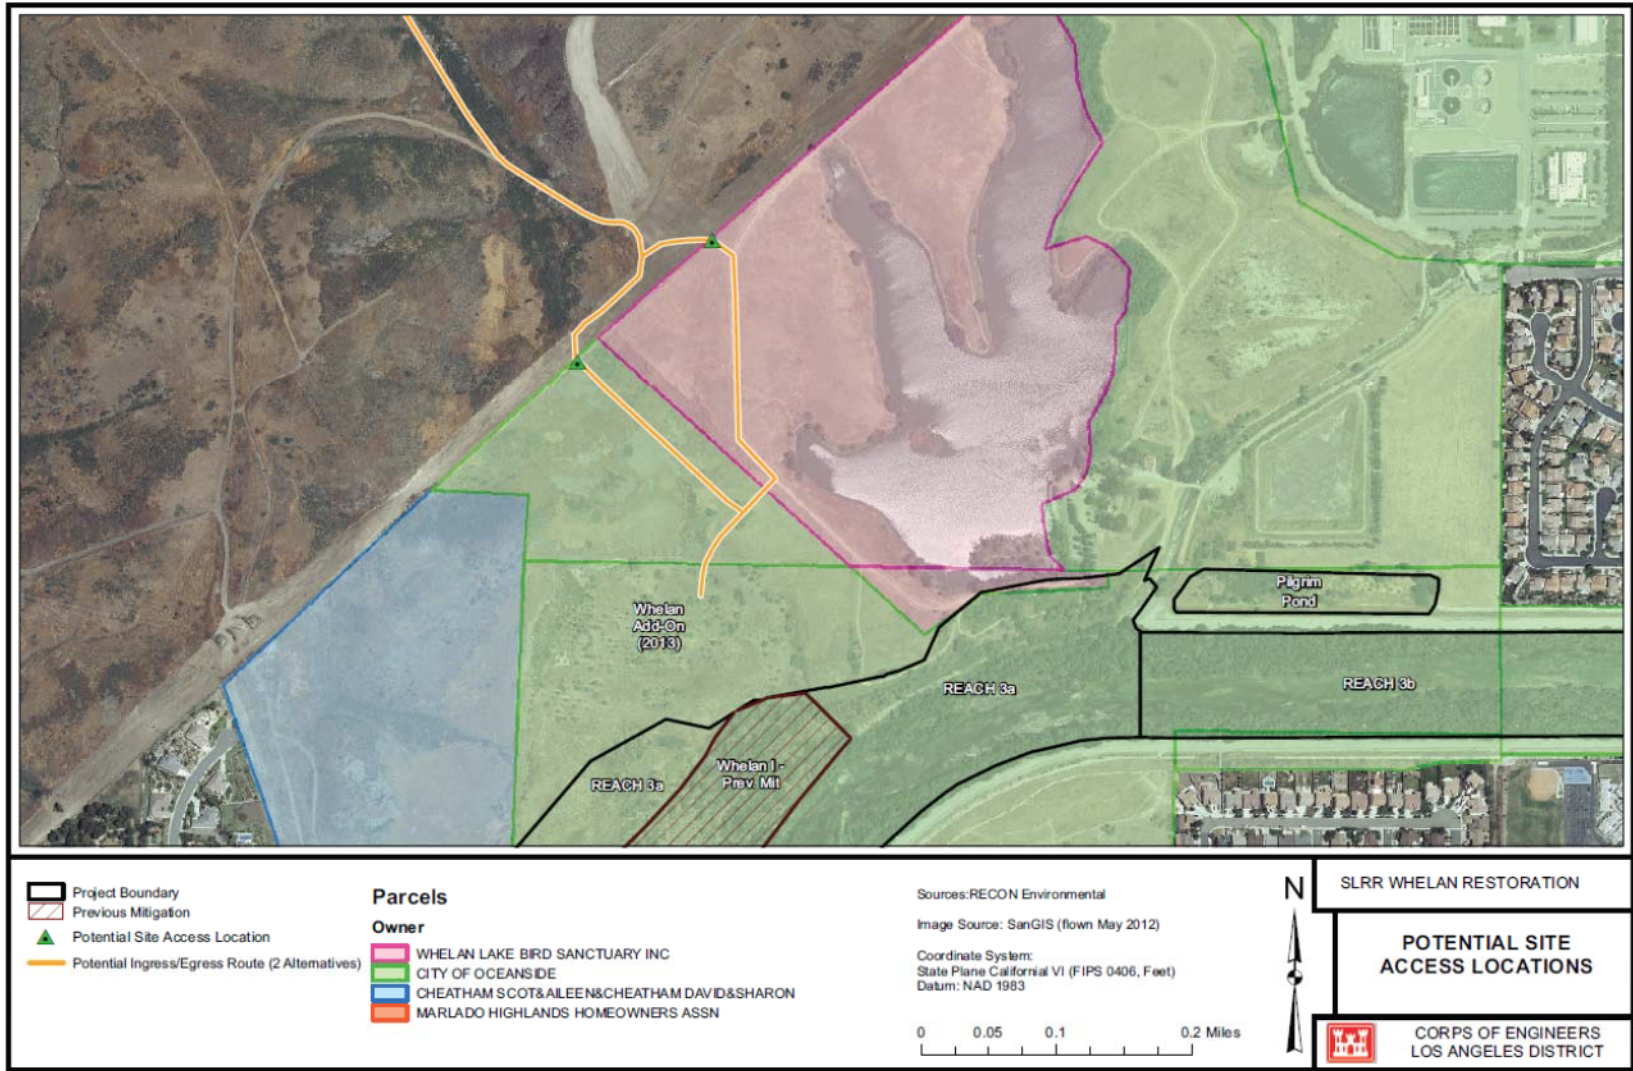 Pilgrim
Pond
Whelan
Add-On
(2013)
REACH 3a
REACH 3b
Whelan I -
Prev. Mit
REACH 3a
Project Boundary
Previous Mitigation
Potential Site Access Location
Potential Ingress/Egress Route (2 Alternatives)
Parcels
Owner
WHELAN LAKE BIRD SANCTUARY INC
CITY OF OCEANSIDE
CHEATHAM SCOT&AILEEN&CHEATHAM DAVID&SHARON
MARLADO HIGHLANDS HOMEOWNERS ASSN
Sources:RECON Environmental
Image Source: SanGIS (flown May 2012)
Coordinate System:
State Plane Californial VI (FIPS 0406, Feet)
Datum: NAD 1983
0 0.05 0.1 0.2 Miles
N
SLRR WHELAN RESTORATION
POTENTIAL SITE
ACCESS LOCATIONS
CORPS OF ENGINEERS
LOS ANGELES DISTRICT